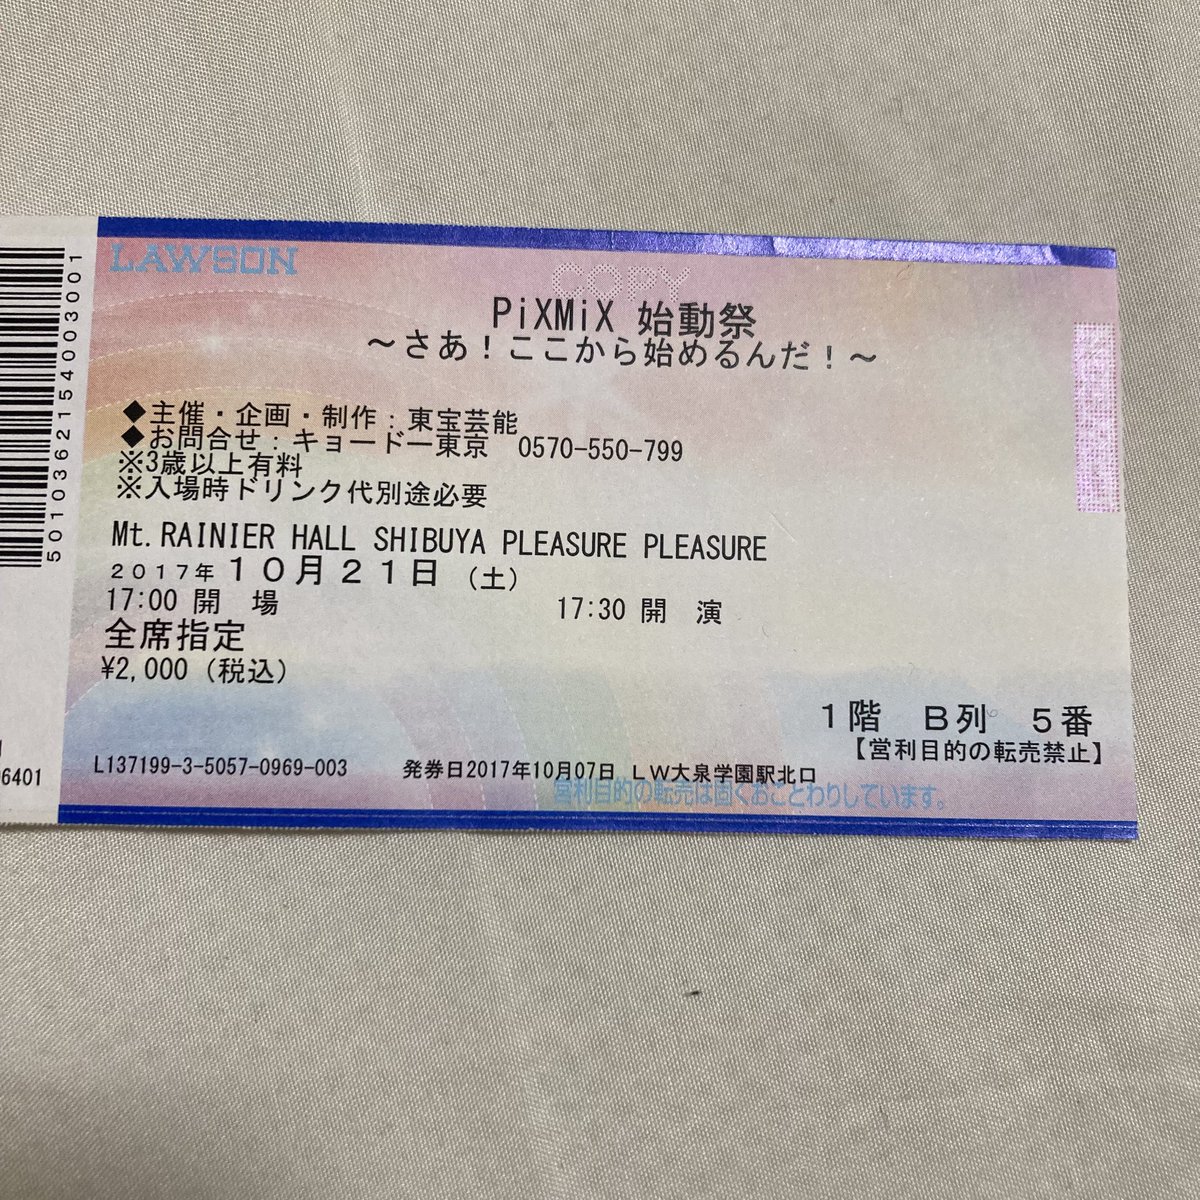 LAWSON
COPY
PiXMiX 始動祭
～さあ！ここから始めるんだ！～
◆主催・企画・制作：東宝芸能
◆お問合せ：キョードー東京 0570-550-799
※3歳以上有料
※入場時ドリンク代別途必要
Mt.RAINIER HALL SHIBUYA PLEASURE PLEASURE
２０１７年１０月２１日（土）
17:00 開　場　17:30 開　演
全席指定
¥2,000（税込）
１階　Ｂ列　５番
【営利目的の転売禁止】
L137199-3-5057-0969-003　発券日2017年10月07日　ＬＷ大泉学園駅北口
営利目的の転売は固くおことわりしています。
5010362154003001
6401